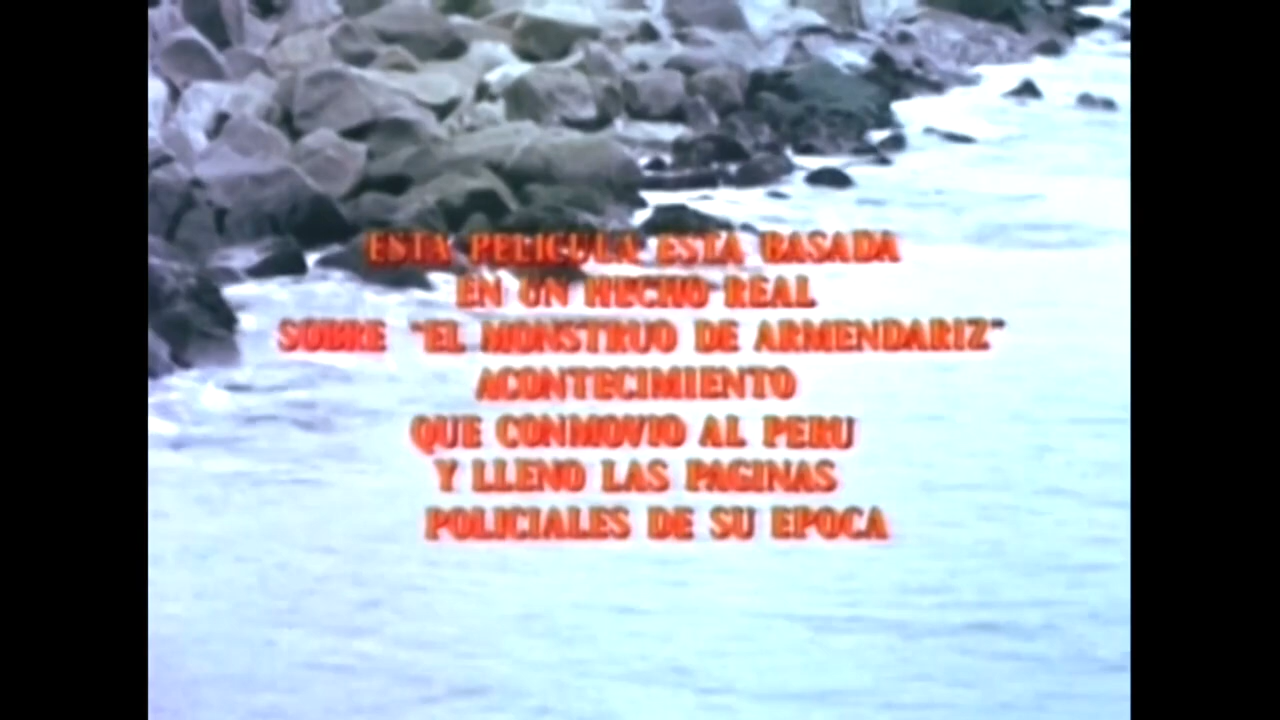 ESTA PELICULA ESTA BASADA
EN UN HECHO REAL
SOBRE "EL MONSTRUO DE ARMENDARIZ"
ACONTECIMIENTO
QUE CONMOVIO AL PERU
Y LLENO LAS PAGINAS
POLICIALES DE SU EPOCA